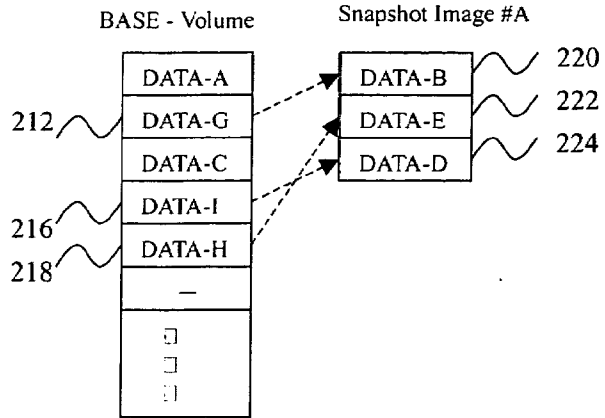 BASE - Volume
Snapshot Image #A
DATA-A
DATA-G
DATA-C
DATA-I
DATA-H
–
DATA-B
DATA-E
DATA-D
212
216
218
220
222
224